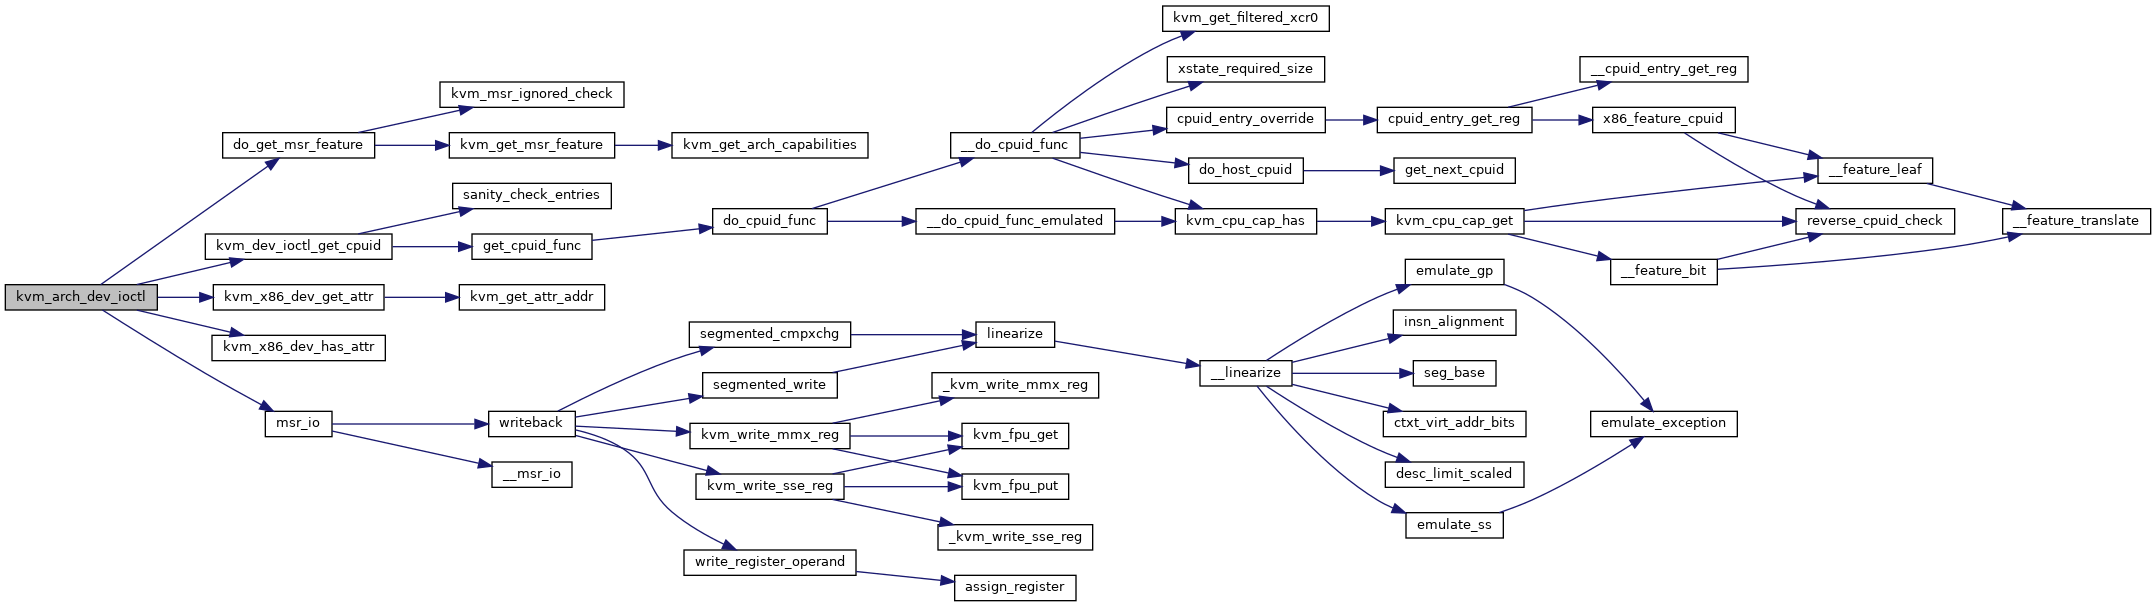 kvm_arch_dev_ioctl
do_get_msr_feature
kvm_dev_ioctl_get_cpuid
kvm_x86_dev_get_attr
kvm_x86_dev_has_attr
msr_io
kvm_msr_ignored_check
kvm_get_msr_feature
sanity_check_entries
get_cpuid_func
kvm_get_attr_addr
writeback
__msr_io
kvm_get_arch_capabilities
do_cpuid_func
segmented_cmpxchg
segmented_write
kvm_write_mmx_reg
kvm_write_sse_reg
write_register_operand
__do_cpuid_func
__do_cpuid_func_emulated
linearize
_kvm_write_mmx_reg
kvm_fpu_get
kvm_fpu_put
_kvm_write_sse_reg
assign_register
kvm_get_filtered_xcr0
xstate_required_size
cpuid_entry_override
do_host_cpuid
kvm_cpu_cap_has
__linearize
cpuid_entry_get_reg
get_next_cpuid
kvm_cpu_cap_get
emulate_gp
insn_alignment
seg_base
ctxt_virt_addr_bits
desc_limit_scaled
emulate_ss
__cpuid_entry_get_reg
x86_feature_cpuid
__feature_bit
emulate_exception
__feature_leaf
reverse_cpuid_check
__feature_translate